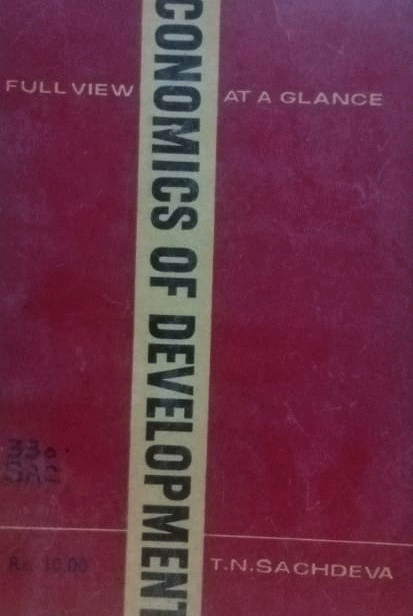 FULL VIEW AT A GLANCE
CONOMICS OF DEVELOPMENT
Rs. 10.00
T.N.SACHDEVA